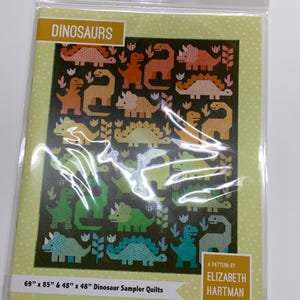 DINOSAURS
69" x 85" & 48" x 48" Dinosaur Sampler Quilts
A PATTERN BY
ELIZABETH
HARTMAN